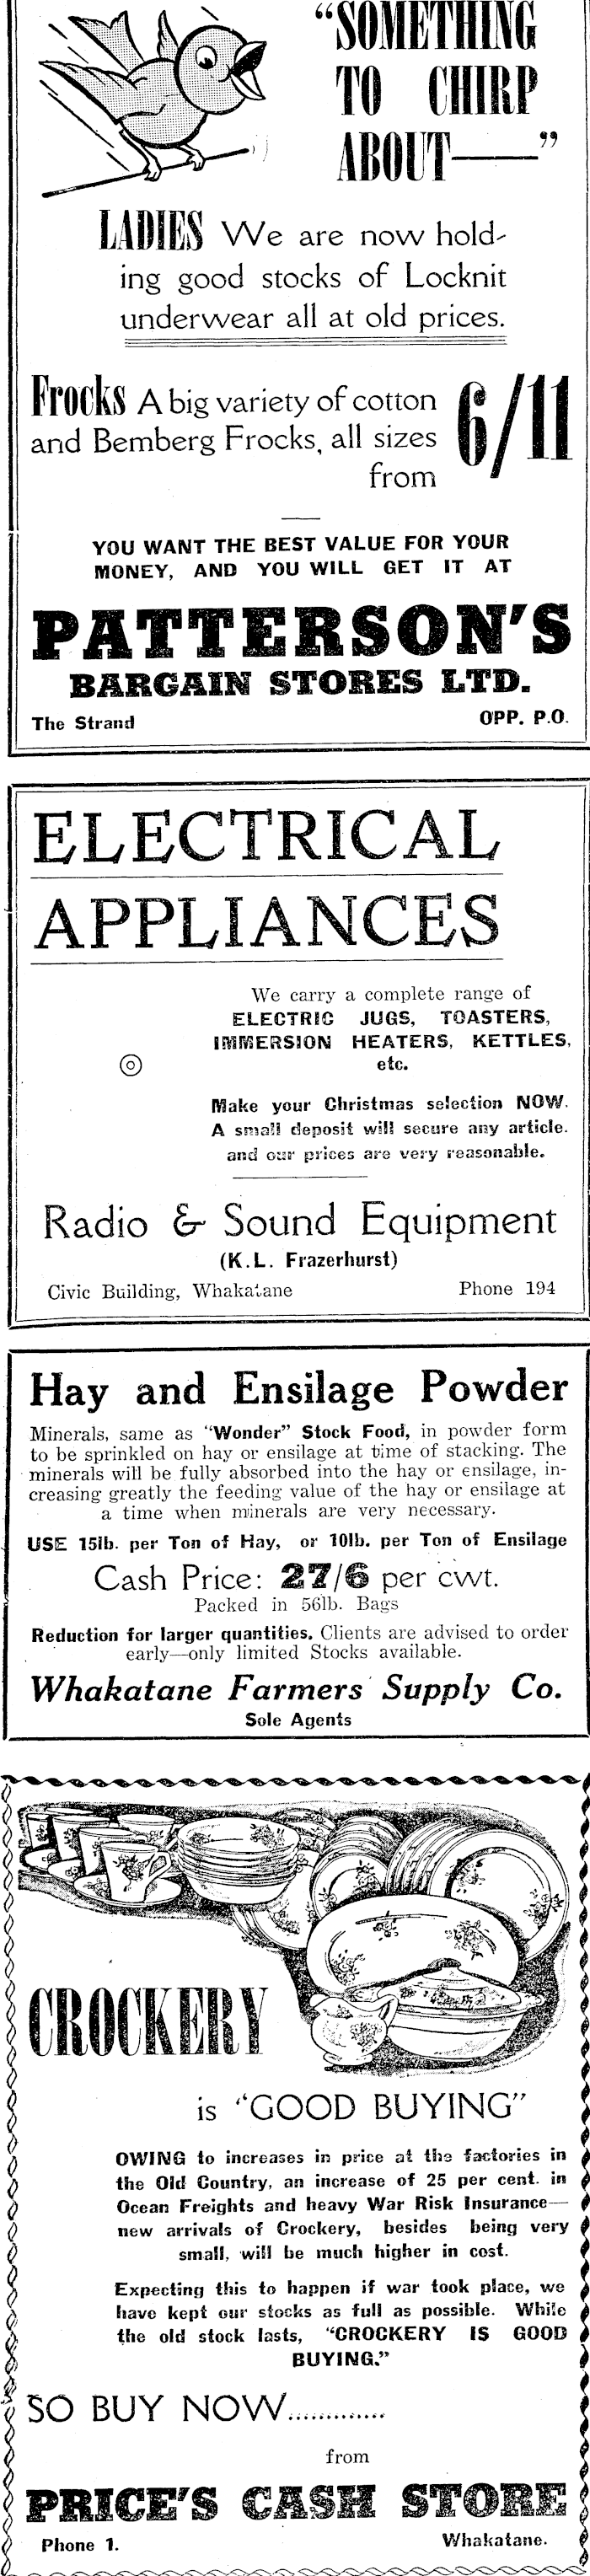 “SOMETHING
TO CHIRP
ABOUT——”
LADIES We are now hold-
ing good stocks of Locknit
underwear all at old prices.
Frocks A big variety of cotton
and Bemberg Frocks, all sizes
from
6/11
YOU WANT THE BEST VALUE FOR YOUR
MONEY, AND YOU WILL GET IT AT
PATTERSON'S
BARGAIN STORES LTD.
The Strand OPP. P.O.
ELECTRICAL
APPLIANCES
We carry a complete range of
ELECTRIC JUGS, TOASTERS,
IMMERSION HEATERS, KETTLES,
etc.
Make your Christmas selection NOW.
A small deposit will secure any article.
and our prices are very reasonable.
Radio & Sound Equipment
(K.L. Frazerhurst)
Civic Building, Whakatane Phone 194
Hay and Ensilage Powder
Minerals, same as “Wonder” Stock Food, in powder form
to be sprinkled on hay or ensilage at time of stacking. The
minerals will be fully absorbed into the hay or ensilage, in-
creasing greatly the feeding value of the hay or ensilage at
a time when minerals are very necessary.
USE 15lb. per Ton of Hay, or 10lb. per Ton of Ensilage
Cash Price: 27/6 per cwt.
Packed in 56lb. Bags
Reduction for larger quantities. Clients are advised to order
early—only limited Stocks available.
Whakatane Farmers Supply Co.
Sole Agents
CROCKERY
is “GOOD BUYING”
OWING to increases in price at the factories in
the Old Country, an increase of 25 per cent. in
Ocean Freights and heavy War Risk Insurance—
new arrivals of Crockery, besides being very
small, will be much higher in cost.
Expecting this to happen if war took place, we
have kept our stocks as full as possible. While
the old stock lasts, “CROCKERY IS GOOD
BUYING.”
SO BUY NOW.............
from
PRICE'S CASH STORE
Phone 1. Whakatane.